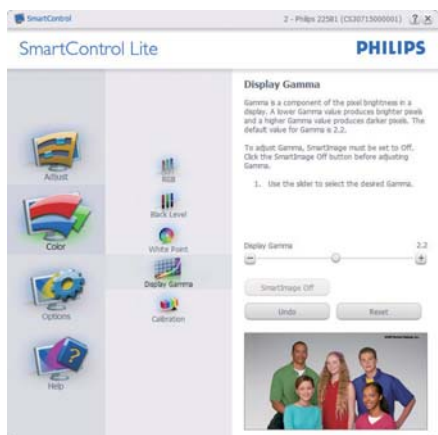 SmartControl
2 - Philips 225B1 (CS30715000001)
? X
SmartControl Lite
PHILIPS
Adjust
Color
Options
Help
RGB
Black Level
White Point
Display Gamma
Calibration
Display Gamma
Gamma is a component of the pixel brightness in a
display. A lower Gamma value produces brighter pixels
and a higher Gamma value produces darker pixels. The
default value for Gamma is 2.2.
To adjust Gamma, SmartImage must be set to Off.
Click the SmartImage Off button before adjusting
Gamma.
1. Use the slider to select the desired Gamma.
Display Gamma 2.2
SmartImage Off
Undo Reset